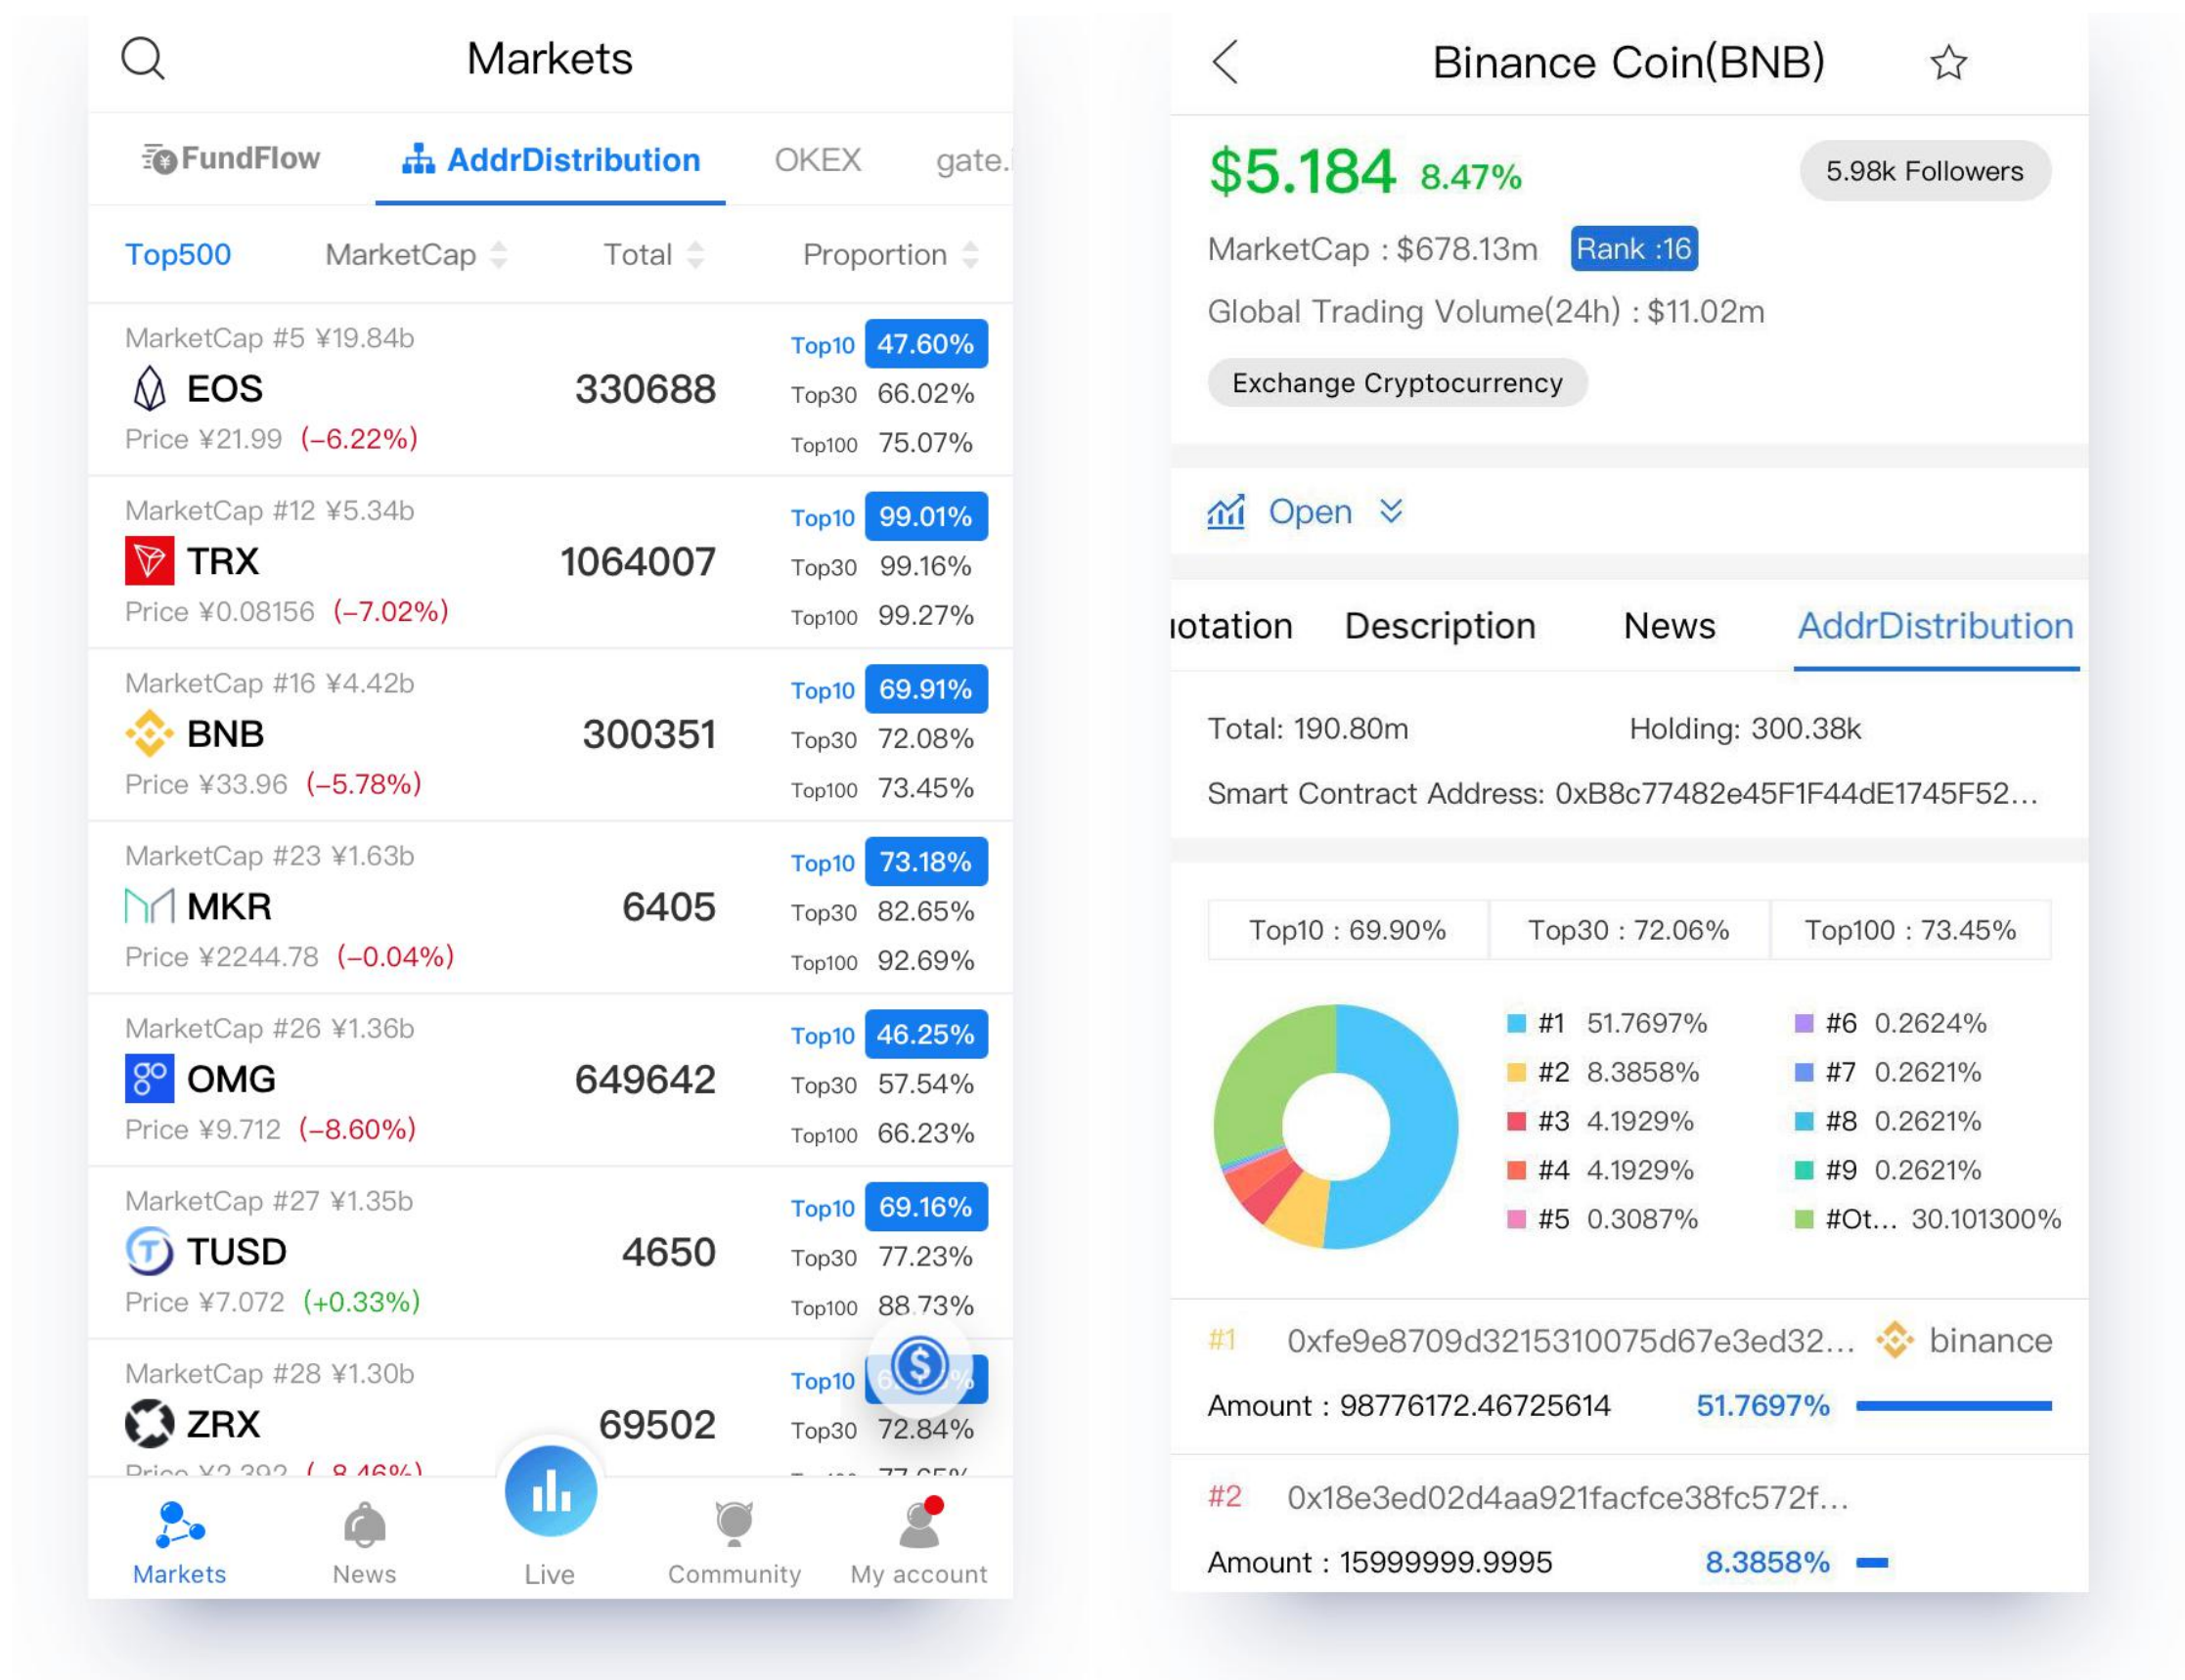 Markets
FundFlow AddrDistribution OKEX gate.
Top500 MarketCap Total Proportion
MarketCap #5 ¥19.84b
EOS
Price ¥21.99 (-6.22%)
330688
Top10 47.60%
Top30 66.02%
Top100 75.07%
MarketCap #12 ¥5.34b
TRX
Price ¥0.08156 (-7.02%)
1064007
Top10 99.01%
Top30 99.16%
Top100 99.27%
MarketCap #16 ¥4.42b
BNB
Price ¥33.96 (-5.78%)
300351
Top10 69.91%
Top30 72.08%
Top100 73.45%
MarketCap #23 ¥1.63b
MKR
Price ¥2244.78 (-0.04%)
6405
Top10 73.18%
Top30 82.65%
Top100 92.69%
MarketCap #26 ¥1.36b
OMG
Price ¥9.712 (-8.60%)
649642
Top10 46.25%
Top30 57.54%
Top100 66.23%
MarketCap #27 ¥1.35b
TUSD
Price ¥7.072 (+0.33%)
4650
Top10 69.16%
Top30 77.23%
Top100 88.73%
MarketCap #28 ¥1.30b
ZRX
Price ¥2.392 (-8.46%)
69502
Top10
Top30 72.84%
Markets News Live Community My account
Binance Coin(BNB)
$5.184 8.47%
5.98k Followers
MarketCap : $678.13m Rank :16
Global Trading Volume(24h) : $11.02m
Exchange Cryptocurrency
Open
otation Description News AddrDistribution
Total: 190.80m Holding: 300.38k
Smart Contract Address: 0xB8c77482e45F1F44dE1745F52...
Top10 : 69.90% Top30 : 72.06% Top100 : 73.45%
#1 51.7697%
#2 8.3858%
#3 4.1929%
#4 4.1929%
#5 0.3087%
#6 0.2624%
#7 0.2621%
#8 0.2621%
#9 0.2621%
#Ot... 30.101300%
#1 0xfe9e8709d3215310075d67e3ed32... binance
Amount : 98776172.46725614 51.7697%
#2 0x18e3ed02d4aa921facfce38fc572f...
Amount : 15999999.9995 8.3858%